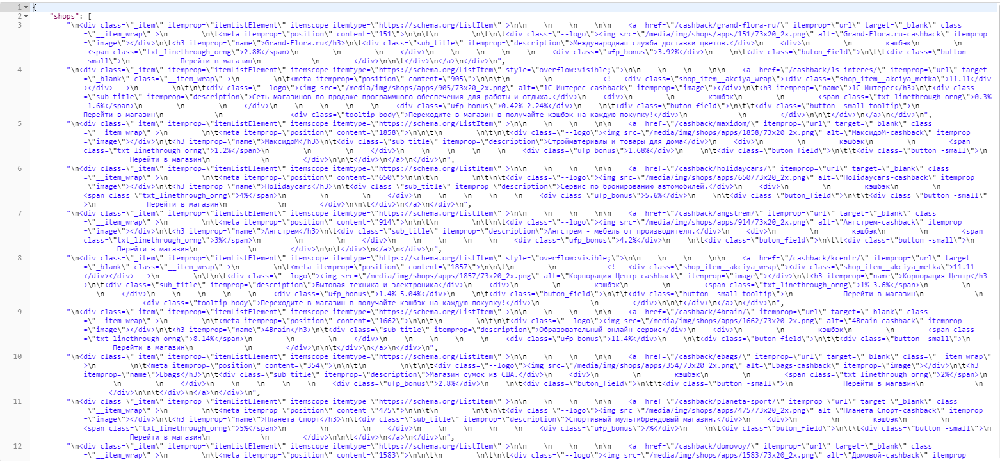 1 {
2 "shops": [
3 "\n<div class=\"_item\" itemprop=\"itemListElement\" itemscope itemtype=\"https://schema.org/ListItem\" >\n\n \n \n \n\n <a href=\"/cashback/grand-flora-ru/\" itemprop=\"url\" target=\"_blank\" class
=\"__item_wrap\" >\n \n\t<meta itemprop=\"position\" content=\"151\">\n\n\t\n \n\t\n\t<div class=\"--logo\"><img src=\"/media/img/shops/apps/151/73x20_2x.png\" alt=\"Grand-Flora.ru-cashback\" itemprop
=\"image\"></div>\n\t<h3 itemprop=\"name\">Grand-Flora.ru</h3>\n\t<div class=\"sub_title\" itemprop=\"description\">Международная служба доставки цветов.</div>\n <div>\n \n кэшбэк\n \n
<span class=\"txt_linethrough_orng\">2.8%</span>\n \n \n </div>\n \n \n \n \n <div class=\"ufp_bonus\">3.92%</div>\n \n\t<div class=\"buton_field\">\n\t\t<div class=\"button
-small\">\n Перейти в магазин\n \n </div>\n\n\t</div>\n</a>\n</div>\n",
4 "\n<div class=\"_item\" itemprop=\"itemListElement\" itemscope itemtype=\"https://schema.org/ListItem\" style=\"overflow:visible;\">\n\n \n \n \n\n <a href=\"/cashback/1s-interes/\" itemprop=\"url\" target
=\"_blank\" class=\"__item_wrap\" >\n \n\t<meta itemprop=\"position\" content=\"905\">\n\n\t\n \n <!-- <div class=\"shop_item__akciya_wrap\"><div class=\"shop_item__akciya_metka\">11.11</div
></div> -->\n \n\t\n\t<div class=\"--logo\"><img src=\"/media/img/shops/apps/905/73x20_2x.png\" alt=\"1С Интерес-cashback\" itemprop=\"image\"></div>\n\t<h3 itemprop=\"name\">1С Интерес</h3>\n\t<div class
=\"sub_title\" itemprop=\"description\">Сеть магазинов по продаже программного обеспечения для работы и отдыха.</div>\n <div>\n \n кэшбэк\n \n <span class=\"txt_linethrough_orng\">0.3%
-1.6%</span>\n \n \n </div>\n \n \n \n \n <div class=\"ufp_bonus\">0.42%-2.24%</div>\n \n\t<div class=\"buton_field\">\n\t\t<div class=\"button -small tooltip\">\n
Перейти в магазин\n \n <div class=\"tooltip-body\">Переходите в магазин в получайте кэшбэк на каждую покупку!</div>\n \n </div>\n\n\t</div>\n</a>\n</div>\n",
5 "\n<div class=\"_item\" itemprop=\"itemListElement\" itemscope itemtype=\"https://schema.org/ListItem\" >\n\n \n \n \n\n <a href=\"/cashback/maxidom/\" itemprop=\"url\" target=\"_blank\" class
=\"__item_wrap\" >\n \n\t<meta itemprop=\"position\" content=\"1858\">\n\n\t\n \n\t\n\t<div class=\"--logo\"><img src=\"/media/img/shops/apps/1858/73x20_2x.png\" alt=\"МаксидоМ-cashback\" itemprop
=\"image\"></div>\n\t<h3 itemprop=\"name\">МаксидоМ</h3>\n\t<div class=\"sub_title\" itemprop=\"description\">Стройматериалы и товары для дома</div>\n <div>\n \n кэшбэк\n \n <span
class=\"txt_linethrough_orng\">1.2%</span>\n \n \n </div>\n \n \n \n \n <div class=\"ufp_bonus\">1.68%</div>\n \n\t<div class=\"buton_field\">\n\t\t<div class=\"button -small\">\n
Перейти в магазин\n \n </div>\n\n\t</div>\n</a>\n</div>\n",
6 "\n<div class=\"_item\" itemprop=\"itemListElement\" itemscope itemtype=\"https://schema.org/ListItem\" >\n\n \n \n \n\n <a href=\"/cashback/holidaycars/\" itemprop=\"url\" target=\"_blank\" class
=\"__item_wrap\" >\n \n\t<meta itemprop=\"position\" content=\"650\">\n\n\t\n \n\t\n\t<div class=\"--logo\"><img src=\"/media/img/shops/apps/650/73x20_2x.png\" alt=\"Holidaycars-cashback\" itemprop
=\"image\"></div>\n\t<h3 itemprop=\"name\">Holidaycars</h3>\n\t<div class=\"sub_title\" itemprop=\"description\">Сервис по бронированию автомобилей.</div>\n <div>\n \n кэшбэк\n \n
<span class=\"txt_linethrough_orng\">4%</span>\n \n \n </div>\n \n \n \n \n <div class=\"ufp_bonus\">5.6%</div>\n \n\t<div class=\"buton_field\">\n\t\t<div class=\"button -small\"
>\n Перейти в магазин\n \n </div>\n\n\t</div>\n</a>\n</div>\n",
7 "\n<div class=\"_item\" itemprop=\"itemListElement\" itemscope itemtype=\"https://schema.org/ListItem\" >\n\n \n \n \n\n <a href=\"/cashback/angstrem/\" itemprop=\"url\" target=\"_blank\" class
=\"__item_wrap\" >\n \n\t<meta itemprop=\"position\" content=\"914\">\n\n\t\n \n\t\n\t<div class=\"--logo\"><img src=\"/media/img/shops/apps/914/73x20_2x.png\" alt=\"Ангстрем-cashback\" itemprop
=\"image\"></div>\n\t<h3 itemprop=\"name\">Ангстрем</h3>\n\t<div class=\"sub_title\" itemprop=\"description\">Ангстрем - мебель от производителя.</div>\n <div>\n \n кэшбэк\n \n <span
class=\"txt_linethrough_orng\">3%</span>\n \n \n </div>\n \n \n \n \n <div class=\"ufp_bonus\">4.2%</div>\n \n\t<div class=\"buton_field\">\n\t\t<div class=\"button -small\">\n
Перейти в магазин\n \n </div>\n\n\t</div>\n</a>\n</div>\n",
8 "\n<div class=\"_item\" itemprop=\"itemListElement\" itemscope itemtype=\"https://schema.org/ListItem\" style=\"overflow:visible;\">\n\n \n \n \n\n <a href=\"/cashback/kcentr/\" itemprop=\"url\" target
=\"_blank\" class=\"__item_wrap\" >\n \n\t<meta itemprop=\"position\" content=\"1857\">\n\n\t\n \n <!-- <div class=\"shop_item__akciya_wrap\"><div class=\"shop_item__akciya_metka\">11.11
</div></div> -->\n \n\t\n\t<div class=\"--logo\"><img src=\"/media/img/shops/apps/1857/73x20_2x.png\" alt=\"Корпорация Центр-cashback\" itemprop=\"image\"></div>\n\t<h3 itemprop=\"name\">Корпорация Центр</h3
>\n\t<div class=\"sub_title\" itemprop=\"description\">Бытовая техника и электроника</div>\n <div>\n \n кэшбэк\n \n <span class=\"txt_linethrough_orng\">1%-3.6%</span>\n \n
\n </div>\n \n \n \n \n <div class=\"ufp_bonus\">1.4%-5.04%</div>\n \n\t<div class=\"buton_field\">\n\t\t<div class=\"button -small tooltip\">\n Перейти в магазин\n \n
<div class=\"tooltip-body\">Переходите в магазин в получайте кэшбэк на каждую покупку!</div>\n \n </div>\n\n\t</div>\n</a>\n</div>\n",
9 "\n<div class=\"_item\" itemprop=\"itemListElement\" itemscope itemtype=\"https://schema.org/ListItem\" >\n\n \n \n \n\n <a href=\"/cashback/4brain/\" itemprop=\"url\" target=\"_blank\" class
=\"__item_wrap\" >\n \n\t<meta itemprop=\"position\" content=\"1662\">\n\n\t\n \n\t\n\t<div class=\"--logo\"><img src=\"/media/img/shops/apps/1662/73x20_2x.png\" alt=\"4Brain-cashback\" itemprop
=\"image\"></div>\n\t<h3 itemprop=\"name\">4Brain</h3>\n\t<div class=\"sub_title\" itemprop=\"description\">Образовательный онлайн сервис</div>\n <div>\n \n кэшбэк\n \n <span class
=\"txt_linethrough_orng\">8.14%</span>\n \n \n </div>\n \n \n \n \n <div class=\"ufp_bonus\">11.4%</div>\n \n\t<div class=\"buton_field\">\n\t\t<div class=\"button -small\">\n
Перейти в магазин\n \n </div>\n\n\t</div>\n</a>\n</div>\n",
10 "\n<div class=\"_item\" itemprop=\"itemListElement\" itemscope itemtype=\"https://schema.org/ListItem\" >\n\n \n \n \n\n <a href=\"/cashback/ebags/\" itemprop=\"url\" target=\"_blank\" class=\"__item_wrap\"
>\n \n\t<meta itemprop=\"position\" content=\"354\">\n\n\t\n \n\t\n\t<div class=\"--logo\"><img src=\"/media/img/shops/apps/354/73x20_2x.png\" alt=\"Ebags-cashback\" itemprop=\"image\"></div>\n\t<h3
itemprop=\"name\">Ebags</h3>\n\t<div class=\"sub_title\" itemprop=\"description\">Магазин сумок из США.</div>\n <div>\n \n кэшбэк\n \n <span class=\"txt_linethrough_orng\">2%</span>\n
\n \n </div>\n \n \n \n \n <div class=\"ufp_bonus\">2.8%</div>\n \n\t<div class=\"buton_field\">\n\t\t<div class=\"button -small\">\n Перейти в магазин\n \n
</div>\n\n\t</div>\n</a>\n</div>\n",
11 "\n<div class=\"_item\" itemprop=\"itemListElement\" itemscope itemtype=\"https://schema.org/ListItem\" >\n\n \n \n \n\n <a href=\"/cashback/planeta-sport/\" itemprop=\"url\" target=\"_blank\" class
=\"__item_wrap\" >\n \n\t<meta itemprop=\"position\" content=\"475\">\n\n\t\n \n\t\n\t<div class=\"--logo\"><img src=\"/media/img/shops/apps/475/73x20_2x.png\" alt=\"Планета Спорт-cashback\" itemprop
=\"image\"></div>\n\t<h3 itemprop=\"name\">Планета Спорт</h3>\n\t<div class=\"sub_title\" itemprop=\"description\">Спортивный мультибрендовый магазин.</div>\n <div>\n \n кэшбэк\n \n
<span class=\"txt_linethrough_orng\">5%</span>\n \n \n </div>\n \n \n \n \n <div class=\"ufp_bonus\">7%</div>\n \n\t<div class=\"buton_field\">\n\t\t<div class=\"button -small\">\n
Перейти в магазин\n \n </div>\n\n\t</div>\n</a>\n</div>\n",
12 "\n<div class=\"_item\" itemprop=\"itemListElement\" itemscope itemtype=\"https://schema.org/ListItem\" >\n\n \n \n \n\n <a href=\"/cashback/domovoy/\" itemprop=\"url\" target=\"_blank\" class
=\"__item_wrap\" >\n \n\t<meta itemprop=\"position\" content=\"1583\">\n\n\t\n \n\t\n\t<div class=\"--logo\"><img src=\"/media/img/shops/apps/1583/73x20_2x.png\" alt=\"Домовой-cashback\" itemprop